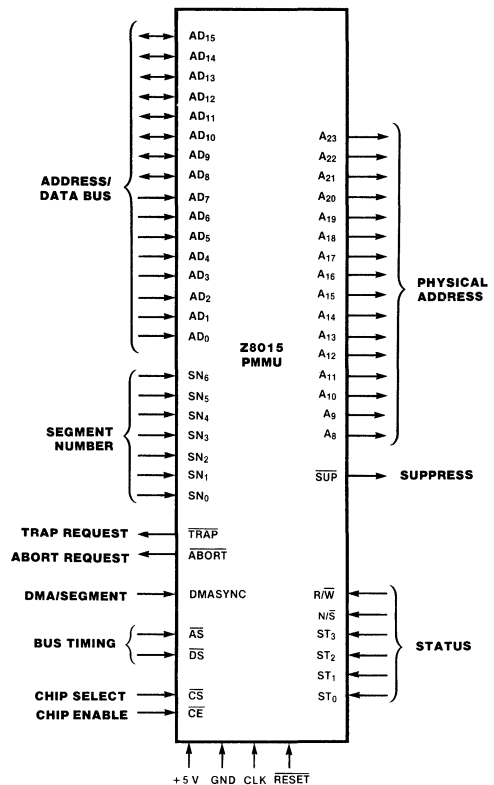 AD15
AD14
AD13
AD12
AD11
AD10
AD9
AD8
AD7
AD6
AD5
AD4
AD3
AD2
AD1
AD0
ADDRESS/
DATA BUS
SN6
SN5
SN4
SN3
SN2
SN1
SN0
SEGMENT
NUMBER
TRAP REQUEST
TRAP
ABORT REQUEST
ABORT
DMA/SEGMENT
DMASYNC
BUS TIMING
AS
DS
CHIP SELECT
CS
CHIP ENABLE
CE
Z8015
PMMU
A23
A22
A21
A20
A19
A18
A17
A16
A15
A14
A13
A12
A11
A10
A9
A8
PHYSICAL
ADDRESS
SUP
SUPPRESS
R/W
N/S
ST3
ST2
ST1
ST0
STATUS
+5 V
GND
CLK
RESET